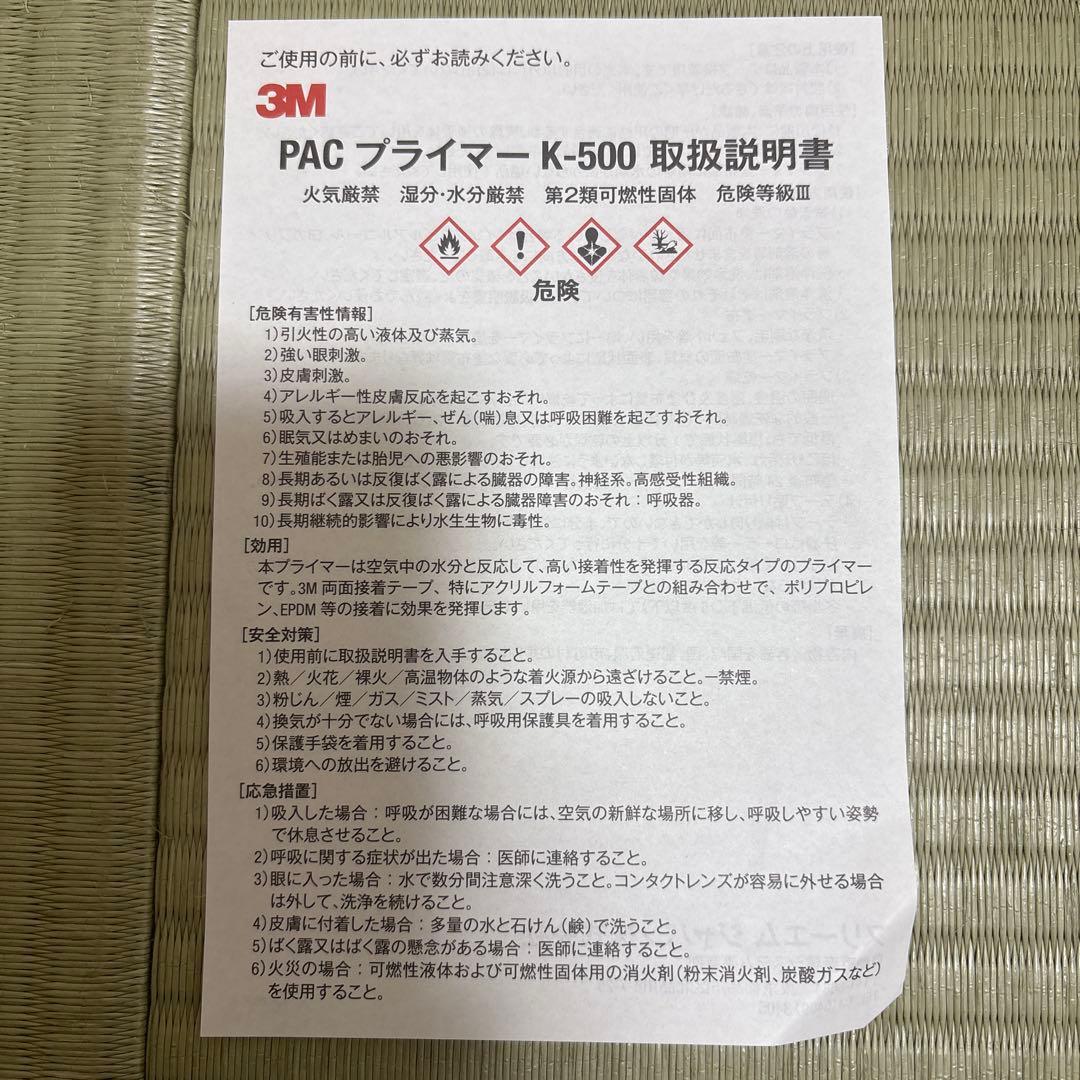 ご使用の前に、必ずお読みください。
3M
PAC プライマー K-500 取扱説明書
火気厳禁 湿分・水分厳禁 第2類可燃性固体 危険等級Ⅲ
危険
[危険有害性情報]
1)引火性の高い液体及び蒸気。
2)強い眼刺激。
3)皮膚刺激。
4)アレルギー性皮膚反応を起こすおそれ。
5)吸入するとアレルギー、ぜん(喘)息又は呼吸困難を起こすおそれ。
6)眠気又はめまいのおそれ。
7)生殖能または胎児への悪影響のおそれ。
8)長期あるいは反復ばく露による臓器の障害。神経系。高感受性組織。
9)長期ばく露又は反復ばく露による臓器障害のおそれ：呼吸器。
10)長期継続的影響により水生生物に毒性。
[効用]
本プライマーは空気中の水分と反応して、高い接着性を発揮する反応タイプのプライマー
です。3M 両面接着テープ、特にアクリルフォームテープとの組み合わせで、ポリプロピレ
ン、EPDM 等の接着に効果を発揮します。
[安全対策]
1)使用前に取扱説明書を入手すること。
2)熱／火花／裸火／高温物体のような着火源から遠ざけること。－禁煙。
3)粉じん／煙／ガス／ミスト／蒸気／スプレーの吸入しないこと。
4)換気が十分でない場合には、呼吸用保護具を着用すること。
5)保護手袋を着用すること。
6)環境への放出を避けること。
[応急措置]
1)吸入した場合：呼吸が困難な場合には、空気の新鮮な場所に移し、呼吸しやすい姿勢
で休息させること。
2)呼吸に関する症状が出た場合：医師に連絡すること。
3)眼に入った場合：水で数分間注意深く洗うこと。コンタクトレンズが容易に外せる場合
は外して、洗浄を続けること。
4)皮膚に付着した場合：多量の水と石けん(鹸)で洗うこと。
5)ばく露又はばく露の懸念がある場合：医師に連絡すること。
6)火災の場合：可燃性液体および可燃性固体用の消火剤(粉末消火剤、炭酸ガスなど)
を使用すること。